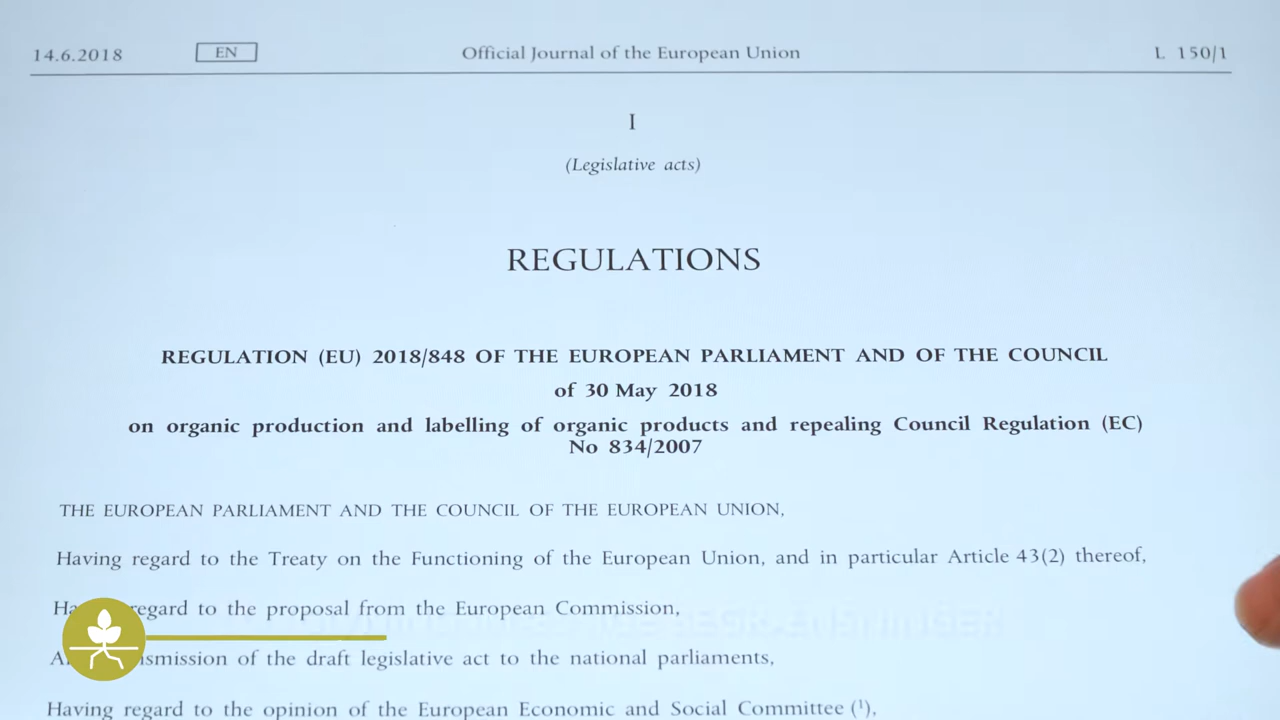 14.6.2018 EN Official Journal of the European Union L 150/1
I
(Legislative acts)
REGULATIONS
REGULATION (EU) 2018/848 OF THE EUROPEAN PARLIAMENT AND OF THE COUNCIL
of 30 May 2018
on organic production and labelling of organic products and repealing Council Regulation (EC)
No 834/2007
THE EUROPEAN PARLIAMENT AND THE COUNCIL OF THE EUROPEAN UNION,
Having regard to the Treaty on the Functioning of the European Union, and in particular Article 43(2) thereof,
regard to the proposal from the European Commission,
of the draft legislative act to the national parliaments,
Having regard to the opinion of the European Economic and Social Committee (¹),